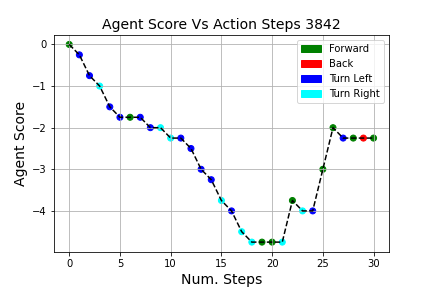 Agent Score Vs Action Steps 3842
Agent Score
0
−1
−2
−3
−4
Forward
Back
Turn Left
Turn Right
0 5 10 15 20 25 30
Num. Steps